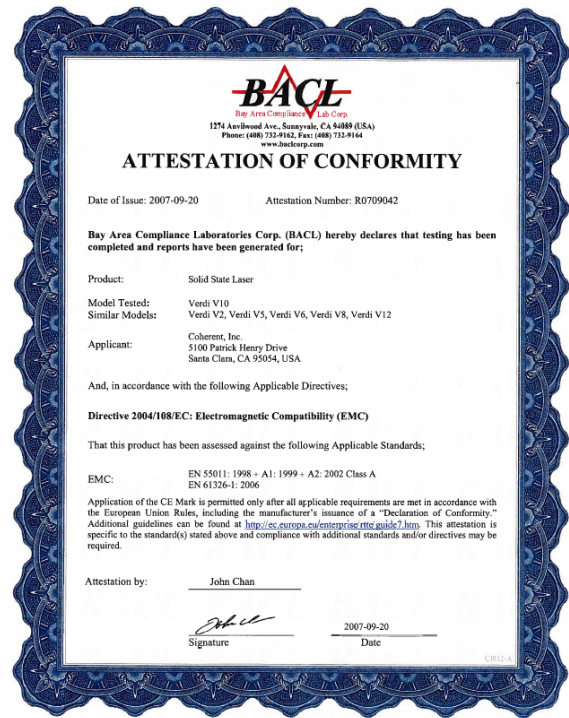 BACL
Bay Area Compliance Lab Corp.
1274 Anvilwood Ave., Sunnyvale, CA 94089 (USA)
Phone: (408) 732-9162, Fax: (408) 732-9164
www.baclcorp.com
ATTESTATION OF CONFORMITY
Date of Issue: 2007-09-20 Attestation Number: R0709042
Bay Area Compliance Laboratories Corp. (BACL) hereby declares that testing has been
completed and reports have been generated for;
Product: Solid State Laser
Model Tested: Verdi V10
Similar Models: Verdi V2, Verdi V5, Verdi V6, Verdi V8, Verdi V12
Applicant: Coherent, Inc.
5100 Patrick Henry Drive
Santa Clara, CA 95054, USA
And, in accordance with the following Applicable Directives;
Directive 2004/108/EC: Electromagnetic Compatibility (EMC)
That this product has been assessed against the following Applicable Standards;
EMC: EN 55011: 1998 + A1: 1999 + A2: 2002 Class A
EN 61326-1: 2006
Application of the CE Mark is permitted only after all applicable requirements are met in accordance with
the European Union Rules, including the manufacturer's issuance of a "Declaration of Conformity."
Additional guidelines can be found at http://ec.europa.eu/enterprise/rtte/guide7.htm. This attestation is
specific to the standard(s) stated above and compliance with additional standards and/or directives may be
required.
Attestation by: John Chan
2007-09-20
Signature Date